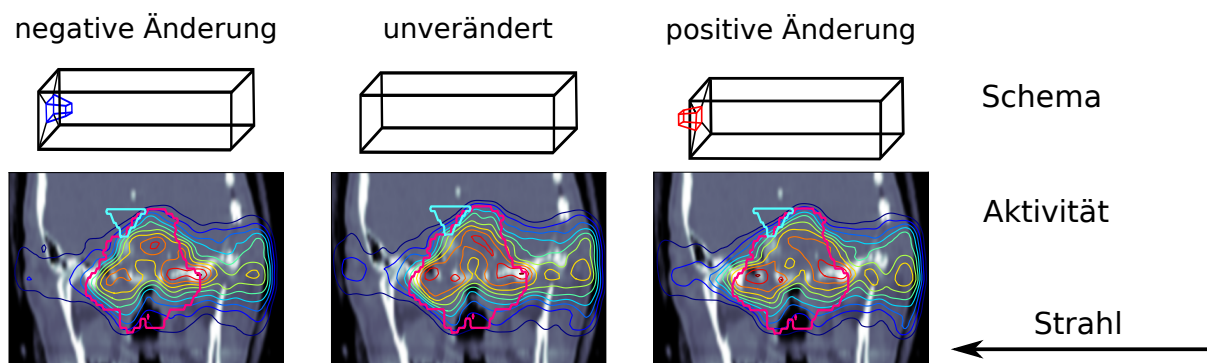 negative Änderung
unverändert
positive Änderung
Schema
Aktivität
Strahl